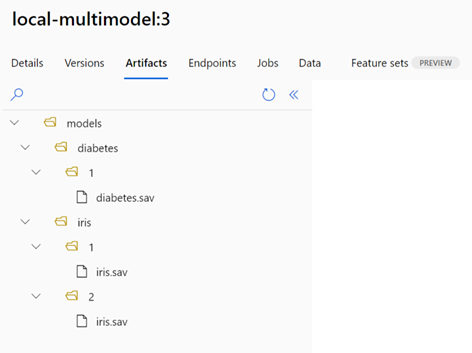 local-multimodel:3
Details Versions Artifacts Endpoints Jobs Data Feature sets PREVIEW
models
diabetes
1
diabetes.sav
iris
1
iris.sav
2
iris.sav